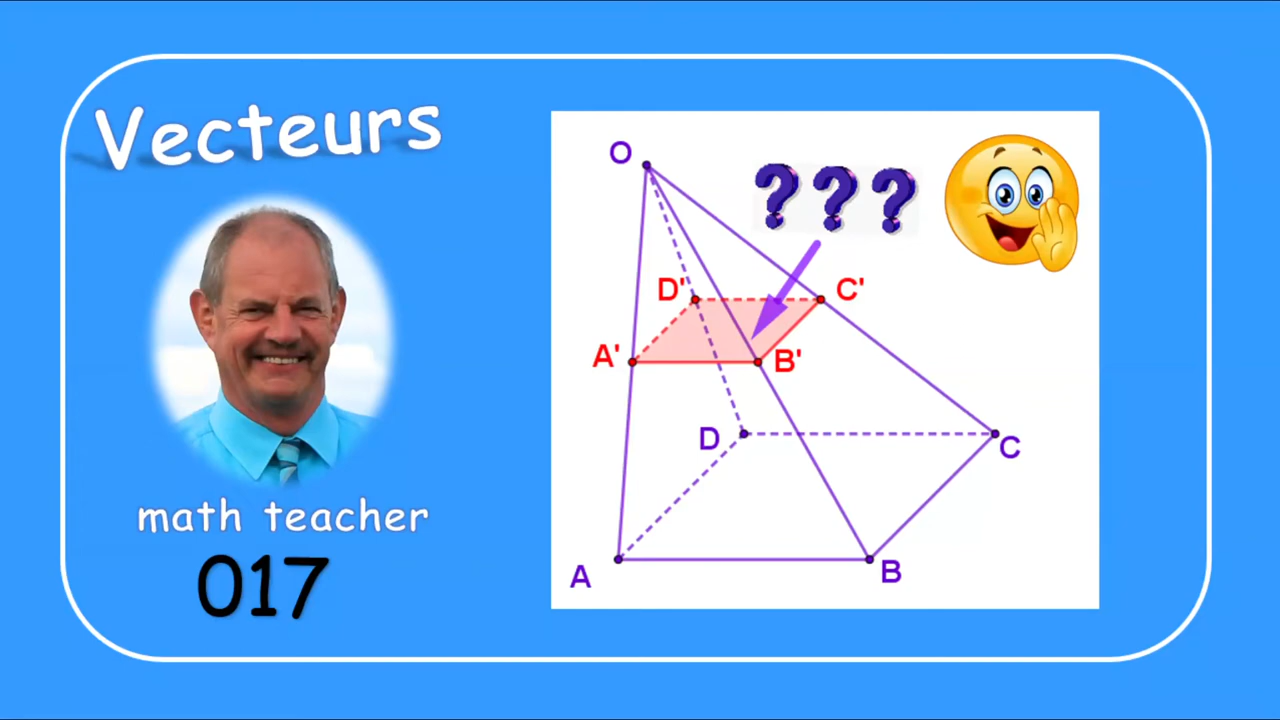 Vecteurs
math teacher
017
O
? ? ?
D'
C'
A'
B'
D
C
A
B